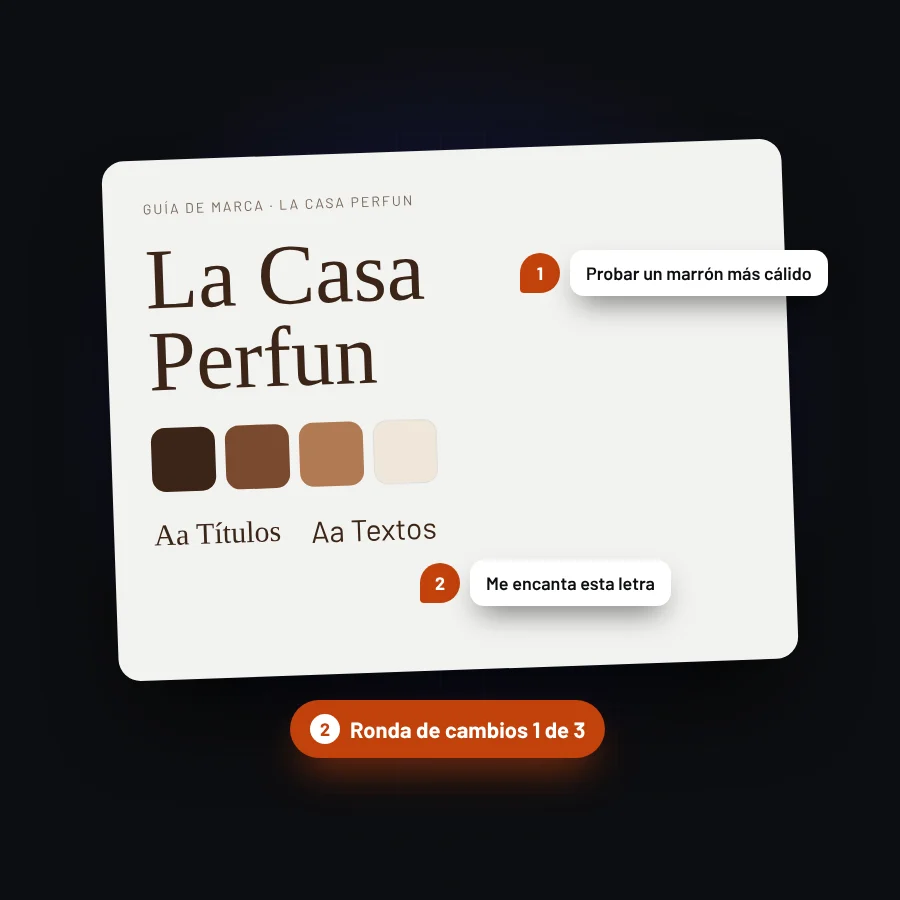 GUÍA DE MARCA · LA CASA PERFUN
La Casa
Perfun
1
Probar un marrón más cálido
Aa Títulos
Aa Textos
2
Me encanta esta letra
2
Ronda de cambios 1 de 3